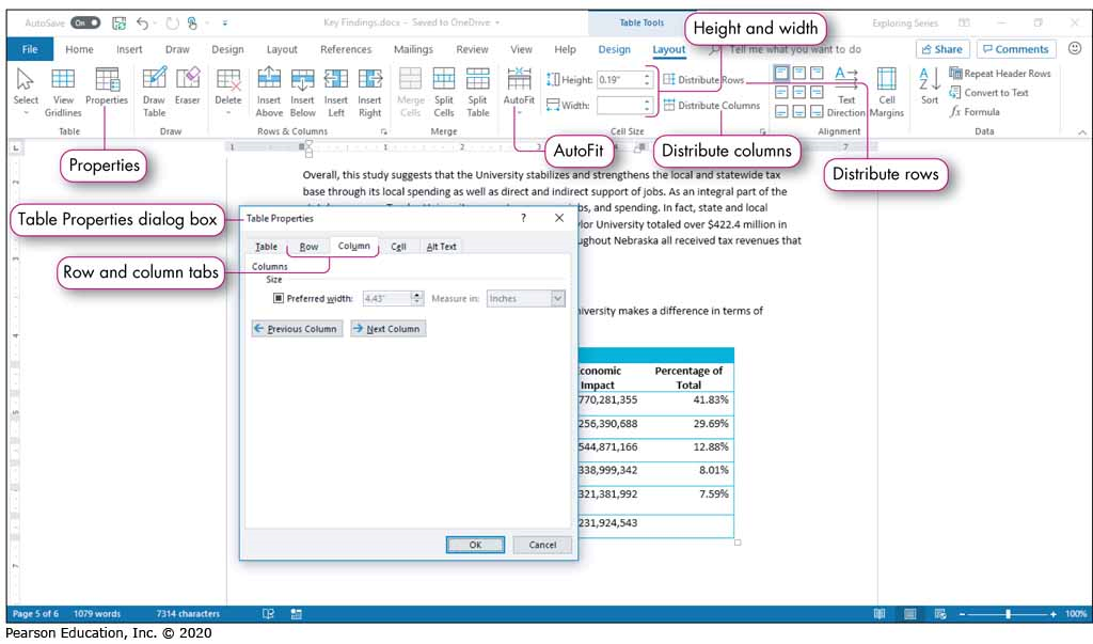 AutoSave On Key Findings.docx - Saved to OneDrive Table Tools Exploring Series
File Home Insert Draw Design Layout References Mailings Review View Help Design Layout Tell me what you want to do Share Comments
Height and width
Select View Gridlines Properties Draw Table Eraser Delete Insert Above Insert Below Insert Left Insert Right Merge Cells Split Cells Split Table AutoFit Height: 0.19" Width: Distribute Rows Distribute Columns Text Direction Cell Margins Sort Repeat Header Rows Convert to Text Formula
Table Draw Rows & Columns Merge Cell Size Alignment Data
Properties
AutoFit
Distribute columns
Distribute rows
Overall, this study suggests that the University stabilizes and strengthens the local and statewide tax
base through its local spending as well as direct and indirect support of jobs. As an integral part of the
bs, and spending. In fact, state and local
lor University totaled over $422.4 million in
ughout Nebraska all received tax revenues that
Table Properties dialog box
Table Properties ? ×
Table Row Column Cell Alt Text
Row and column tabs
Columns
Size
Preferred width: 4.43" Measure in: Inches
Previous Column Next Column
iversity makes a difference in terms of
conomic Percentage of
Impact Total
770,281,355 41.83%
256,390,688 29.69%
544,871,166 12.88%
338,999,342 8.01%
321,381,992 7.59%
231,924,543
OK Cancel
Page 5 of 6 1079 words 7314 characters 100%
Pearson Education, Inc. © 2020